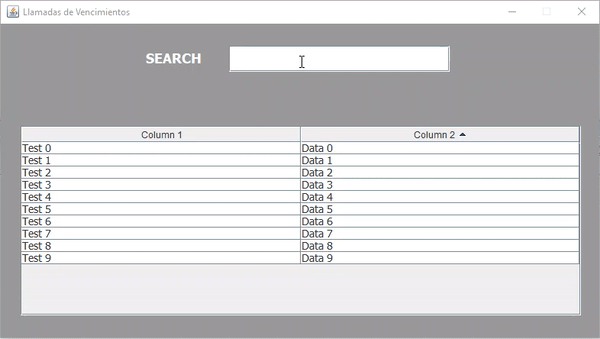 Llamadas de Vencimientos
SEARCH
Column 1 Column 2
Test 0 Data 0
Test 1 Data 1
Test 2 Data 2
Test 3 Data 3
Test 4 Data 4
Test 5 Data 5
Test 6 Data 6
Test 7 Data 7
Test 8 Data 8
Test 9 Data 9